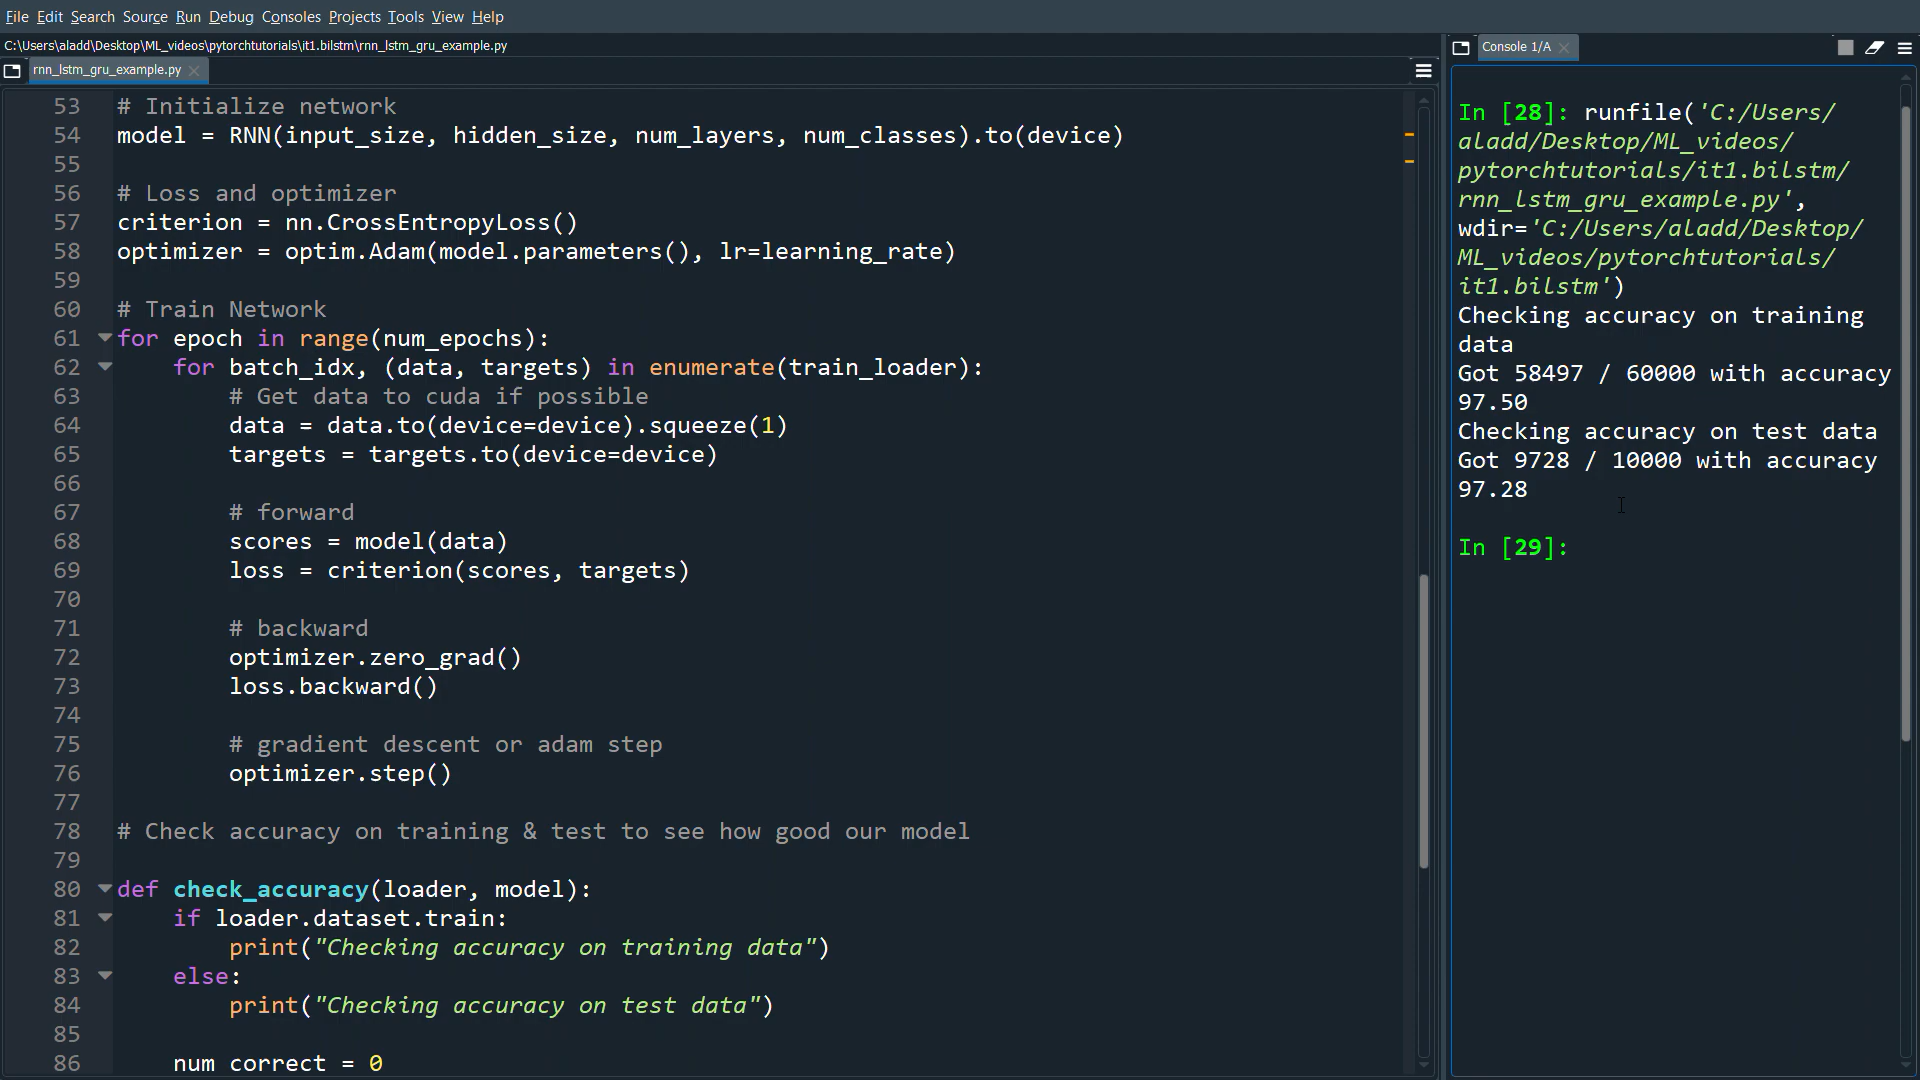 File Edit Search Source Run Debug Consoles Projects Tools View Help
C:\Users\aladd\Desktop\ML_videos\pytorchtutorials\it1.bilstm\rnn_lstm_gru_example.py
rnn_lstm_gru_example.py
53 # Initialize network
54 model = RNN(input_size, hidden_size, num_layers, num_classes).to(device)
55
56 # Loss and optimizer
57 criterion = nn.CrossEntropyLoss()
58 optimizer = optim.Adam(model.parameters(), lr=learning_rate)
59
60 # Train Network
61 for epoch in range(num_epochs):
62     for batch_idx, (data, targets) in enumerate(train_loader):
63         # Get data to cuda if possible
64         data = data.to(device=device).squeeze(1)
65         targets = targets.to(device=device)
66
67         # forward
68         scores = model(data)
69         loss = criterion(scores, targets)
70
71         # backward
72         optimizer.zero_grad()
73         loss.backward()
74
75         # gradient descent or adam step
76         optimizer.step()
77
78 # Check accuracy on training & test to see how good our model
79
80 def check_accuracy(loader, model):
81     if loader.dataset.train:
82         print("Checking accuracy on training data")
83     else:
84         print("Checking accuracy on test data")
85
86     num correct = 0
Console 1/A
In [28]: runfile('C:/Users/
aladd/Desktop/ML_videos/
pytorchtutorials/it1.bilstm/
rnn_lstm_gru_example.py',
wdir='C:/Users/aladd/Desktop/
ML_videos/pytorchtutorials/
it1.bilstm')
Checking accuracy on training
data
Got 58497 / 60000 with accuracy
97.50
Checking accuracy on test data
Got 9728 / 10000 with accuracy
97.28
In [29]: